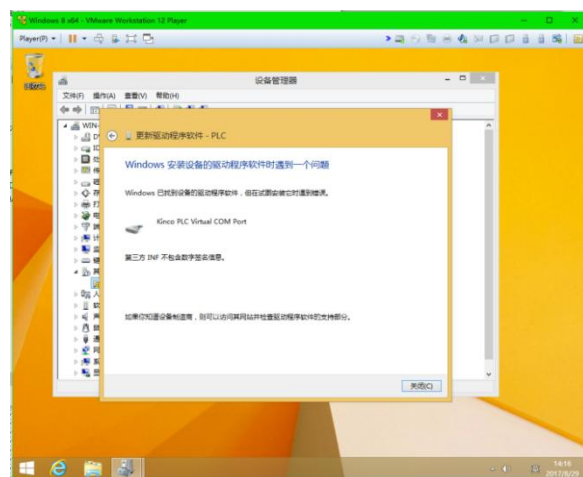 Windows 8 x64 - VMware Workstation 12 Player
Player(P)
回收站
设备管理器
文件(F) 操作(A) 查看(V) 帮助(H)
WIN-
更新驱动程序软件 - PLC
Windows 安装设备的驱动程序软件时遇到一个问题
Windows 已找到设备的驱动程序软件，但在试图安装它时遇到错误。
Kinco PLC Virtual COM Port
第三方 INF 不包含数字签名信息。
如果你知道设备制造商，则可以访问其网站并检查驱动程序软件的支持部分。
关闭(C)
14:16
2017/8/29